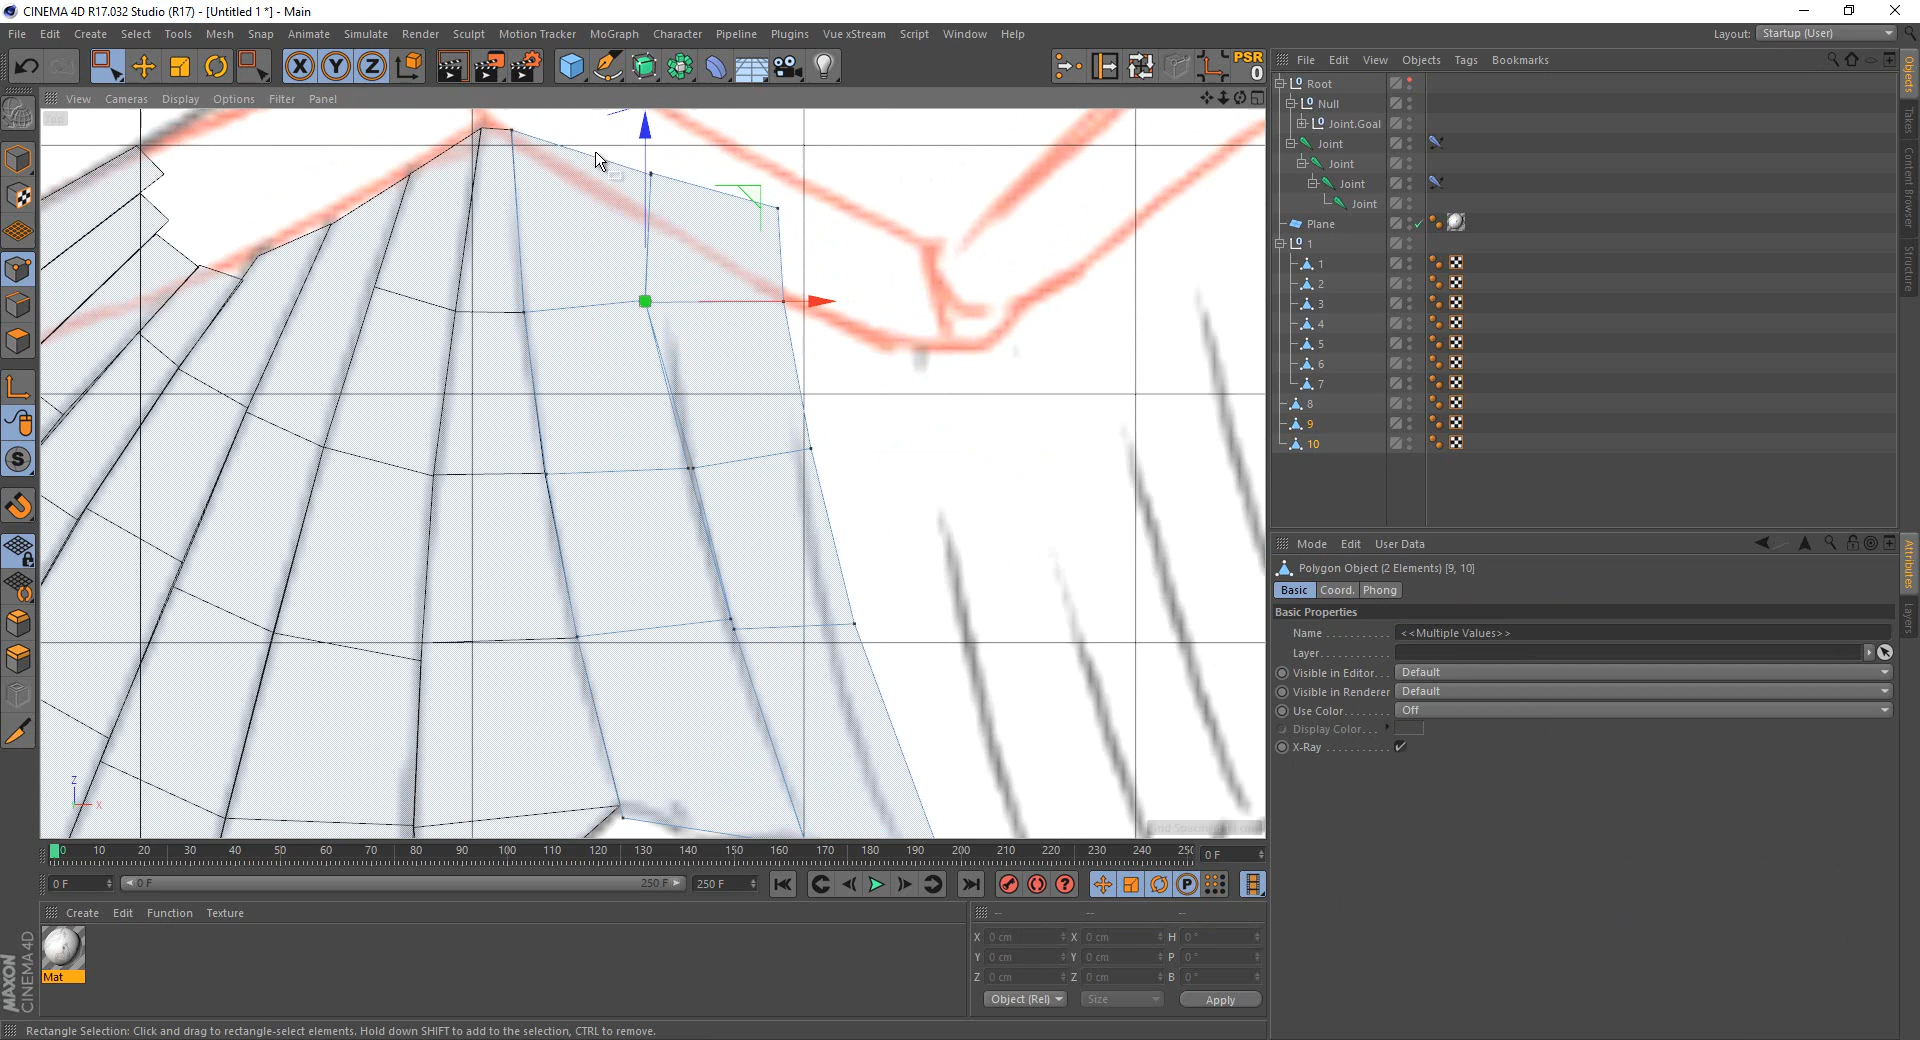 CINEMA 4D R17.032 Studio (R17) - [Untitled 1 *] - Main
File Edit Create Select Tools Mesh Snap Animate Simulate Render Sculpt Motion Tracker MoGraph Character Pipeline Plugins Vue xStream Script Window Help Layout: Startup (User)
X Y Z PSR 0
File Edit View Objects Tags Bookmarks
View Cameras Display Options Filter Panel
Root
Null
Joint.Goal
Joint
Joint
Joint
Joint
Plane
1
1
2
3
4
5
6
7
8
9
10
Objects
Takes
Content Browser
Structure
Mode Edit User Data
Polygon Object (2 Elements) [9, 10]
Basic Coord. Phong
Basic Properties
Name . . . . . . . . . . . <<Multiple Values>>
Layer. . . . . . . . . . . .
Visible in Editor. . . Default
Visible in Renderer Default
Use Color. . . . . . . . Off
Display Color. . .
X-Ray . . . . . . . . . . .
Attributes
Layers
Z
X
0 10 20 30 40 50 60 70 80 90 100 110 120 130 140 150 160 170 180 190 200 210 220 230 240 250 0 F
0 F 0 F 250 F 250 F
Create Edit Function Texture
-- -- --
Mat
X 0 cm X 0 cm H 0 °
Y 0 cm Y 0 cm P 0 °
Z 0 cm Z 0 cm B 0 °
Object (Rel) Size Apply
MAXON
CINEMA 4D
Rectangle Selection: Click and drag to rectangle-select elements. Hold down SHIFT to add to the selection, CTRL to remove.